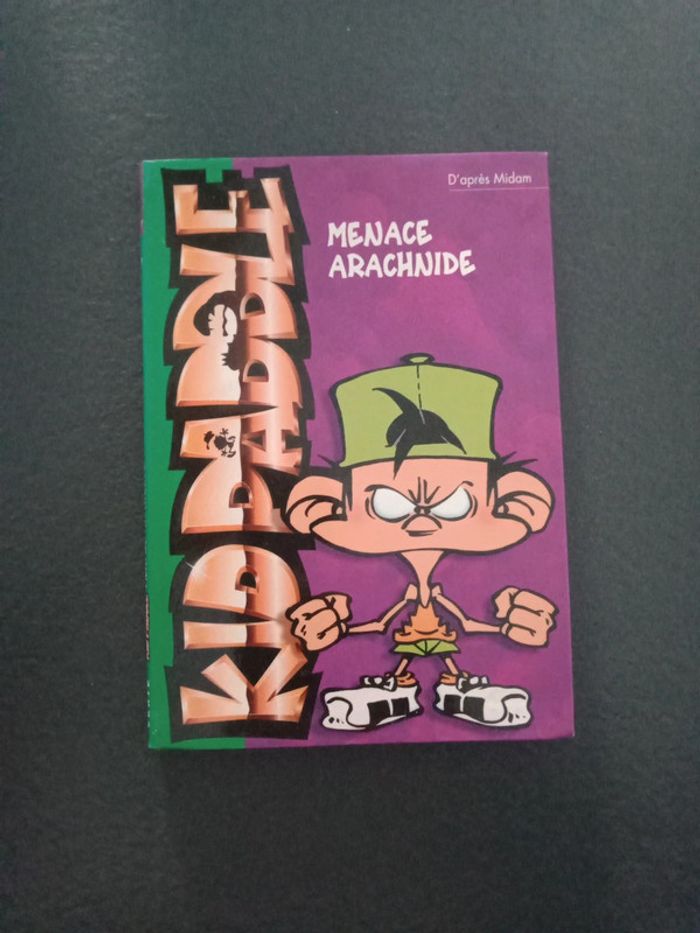 D'après Midam
MENACE
ARACHNIDE
KID PADDLE